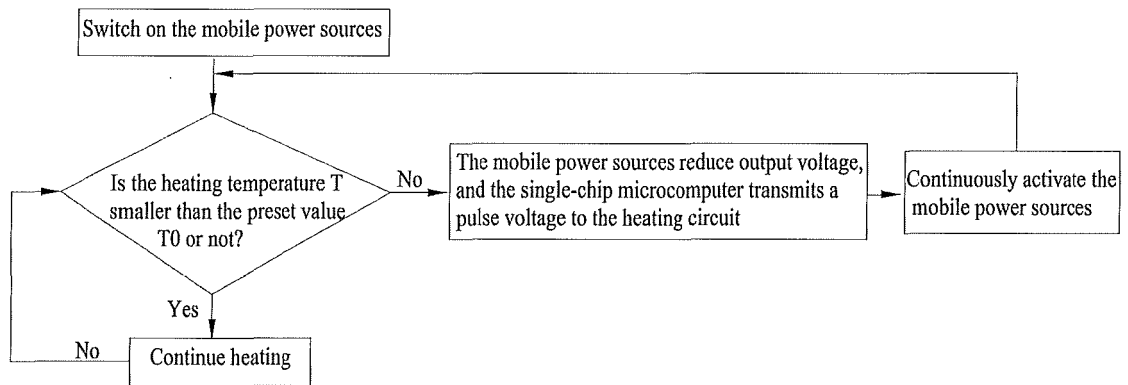 Switch on the mobile power sources
Is the heating temperature T
smaller than the preset value
T0 or not?
No
The mobile power sources reduce output voltage,
and the single-chip microcomputer transmits a
pulse voltage to the heating circuit
Continuously activate the
mobile power sources
Yes
No
Continue heating